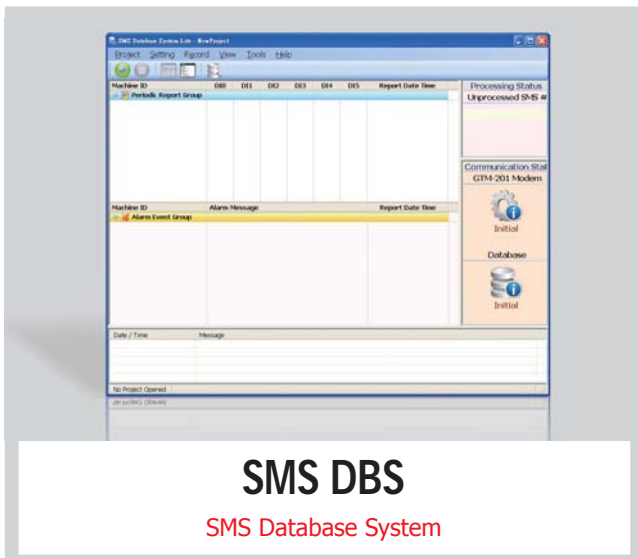 SMS Database System Lite - NewProject
Project Setting Record View Tools Help
Machine ID DI0 DI1 DI2 DI3 DI4 DI5 Report Date Time
Periodic Report Group
Processing Status
Unprocessed SMS #
Machine ID Alarm Message Report Date Time
Alarm Event Group
Communication Stat
GTM-201 Modem
Initial
Database
Initial
Date / Time Message
No Project Opened
SMS DBS
SMS Database System